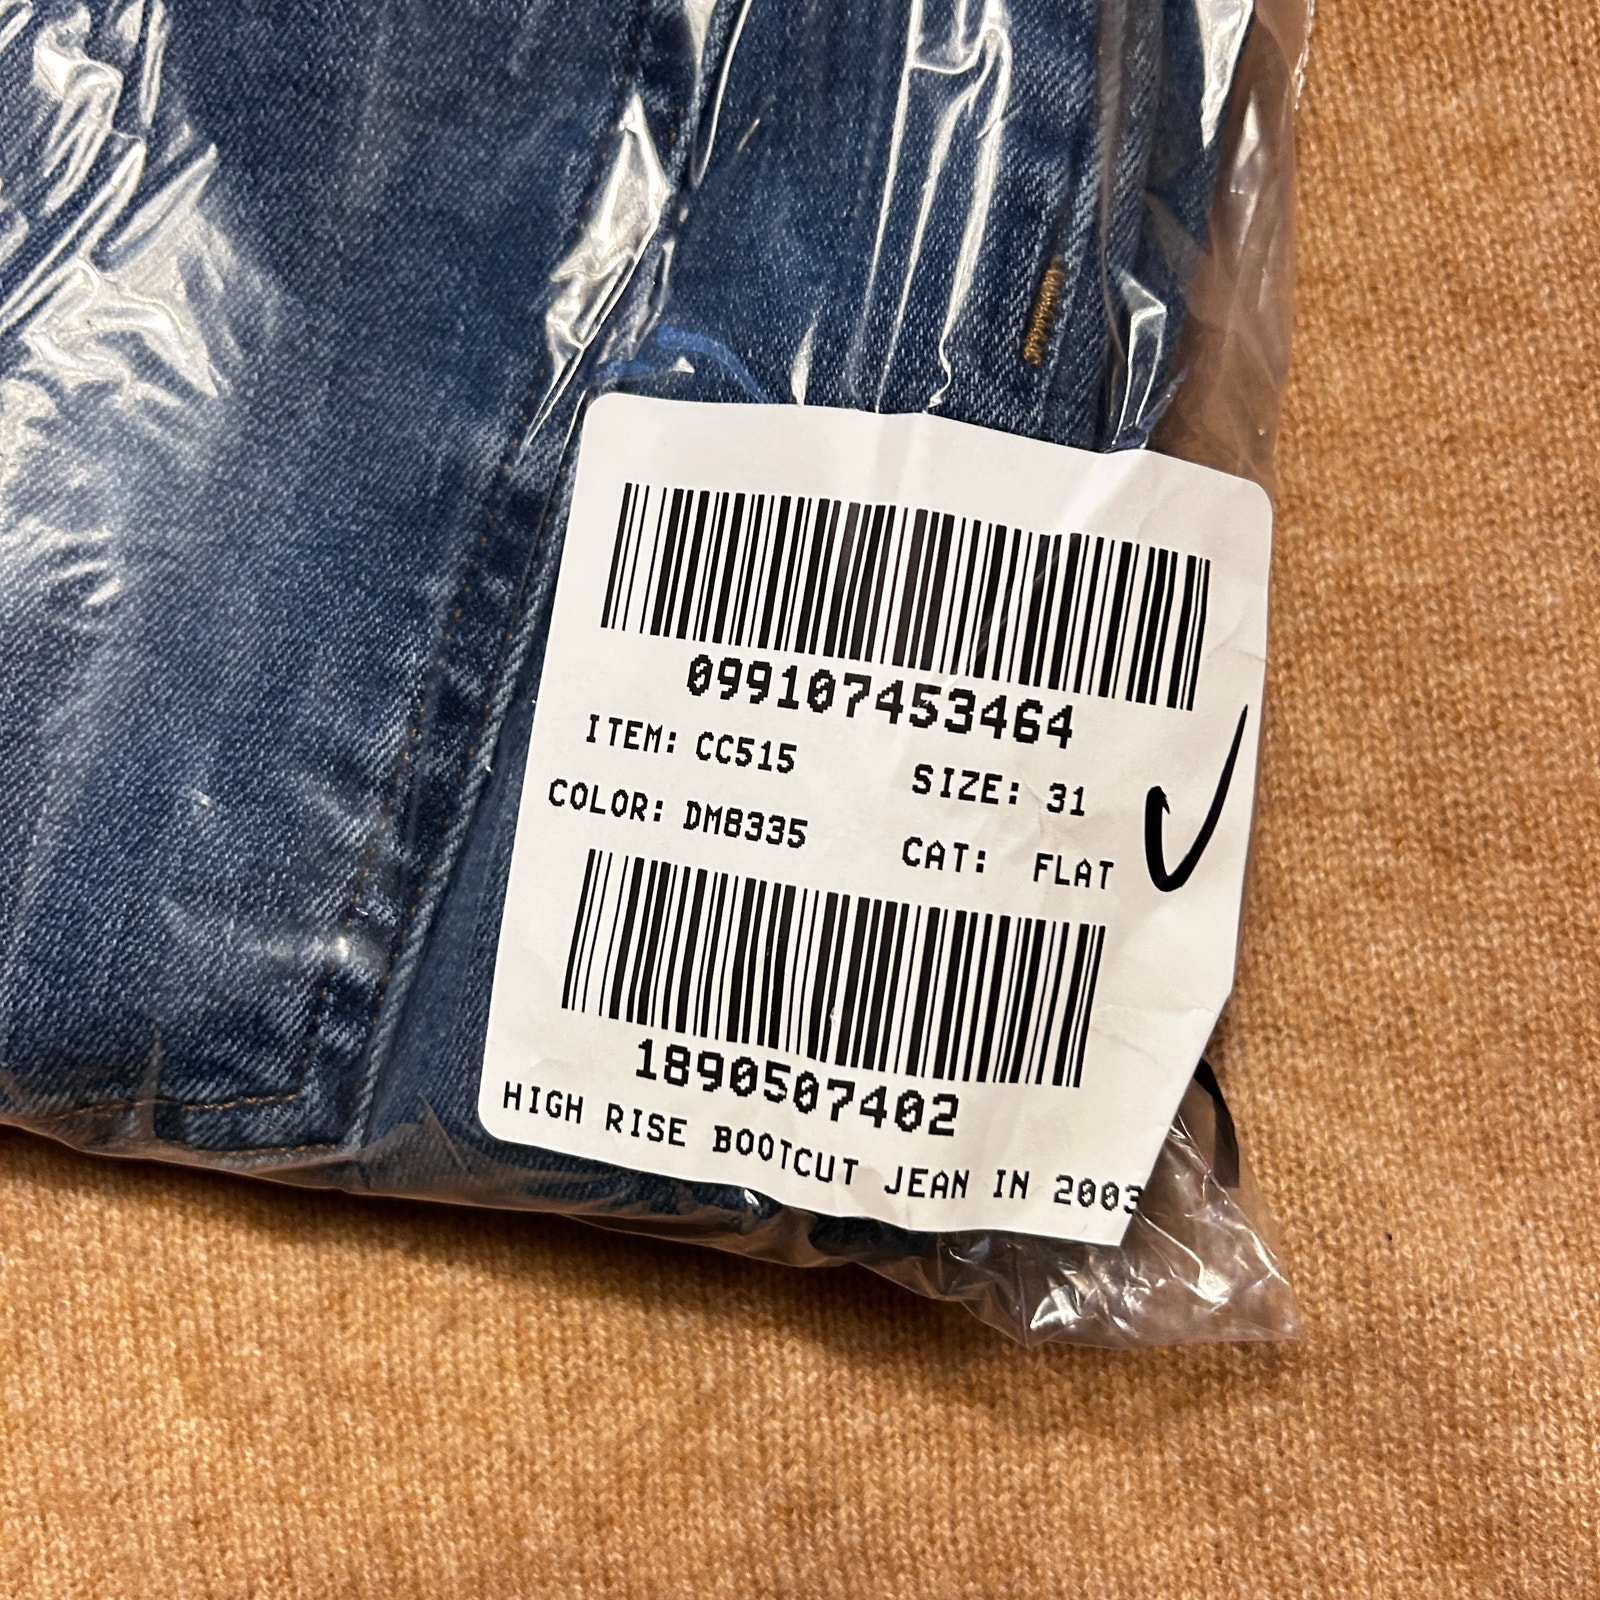 099107453464
ITEM: CC515 SIZE: 31
COLOR: DM8335 CAT: FLAT
1890507402
HIGH RISE BOOTCUT JEAN IN 2003